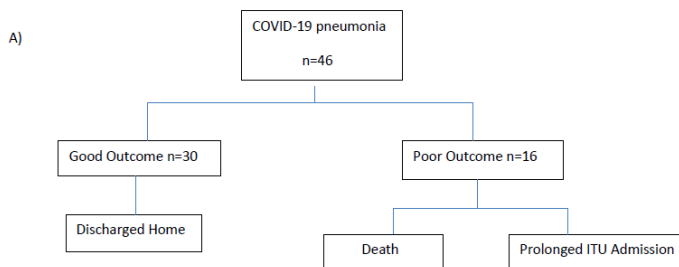 A)
COVID-19 pneumonia
n=46
Good Outcome n=30
Poor Outcome n=16
Discharged Home
Death
Prolonged ITU Admission